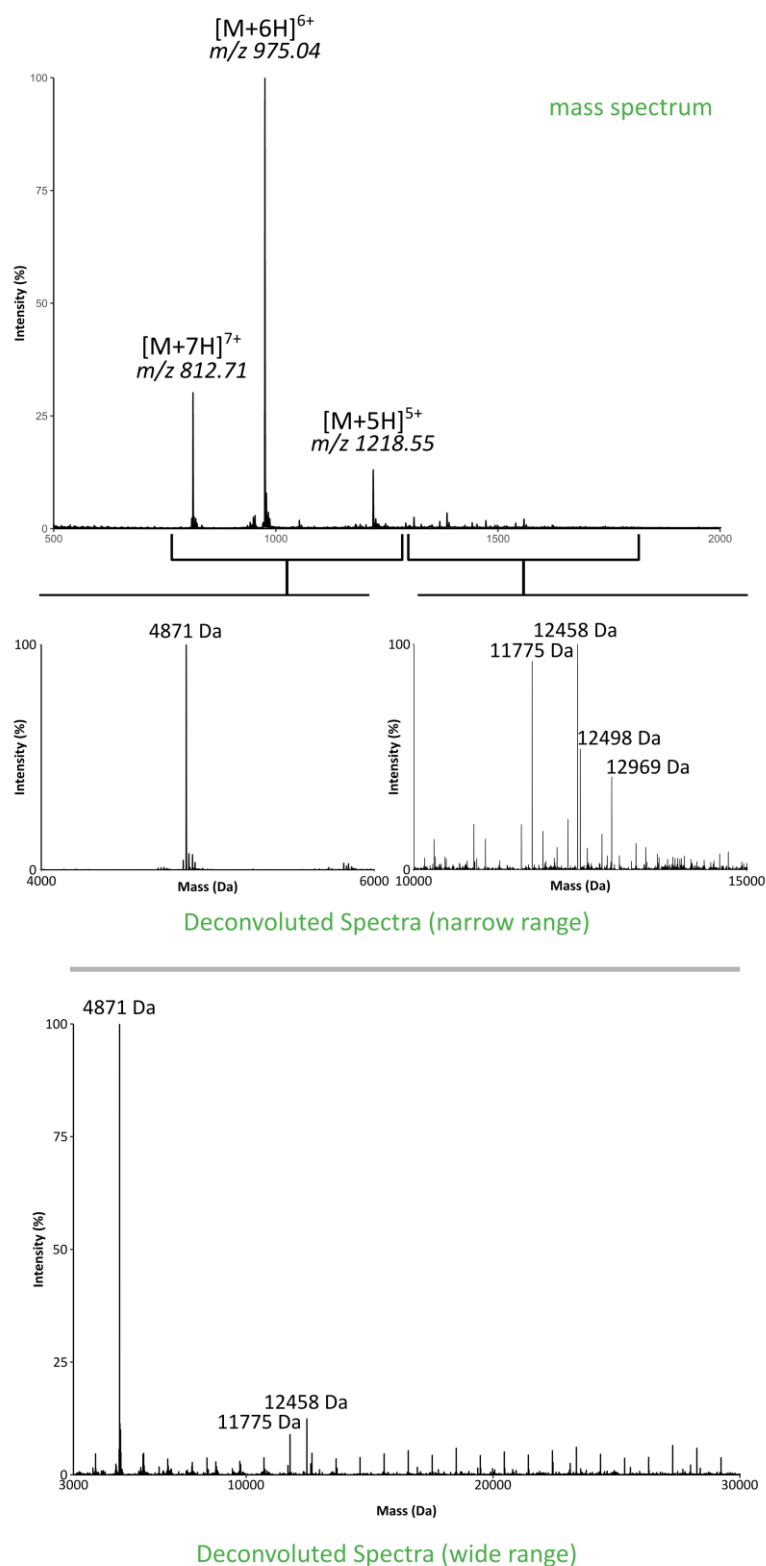 [M+6H]6+
m/z 975.04
mass spectrum
100
75
50
25
0
Intensity (%)
[M+7H]7+
m/z 812.71
[M+5H]5+
m/z 1218.55
500
1000
1500
2000
4871 Da
100
0
Intensity (%)
4000
Mass (Da)
6000
12458 Da
11775 Da
12498 Da
12969 Da
100
0
Intensity (%)
10000
Mass (Da)
15000
Deconvoluted Spectra (narrow range)
4871 Da
100
75
50
25
0
Intensity (%)
12458 Da
11775 Da
3000
10000
20000
30000
Mass (Da)
Deconvoluted Spectra (wide range)